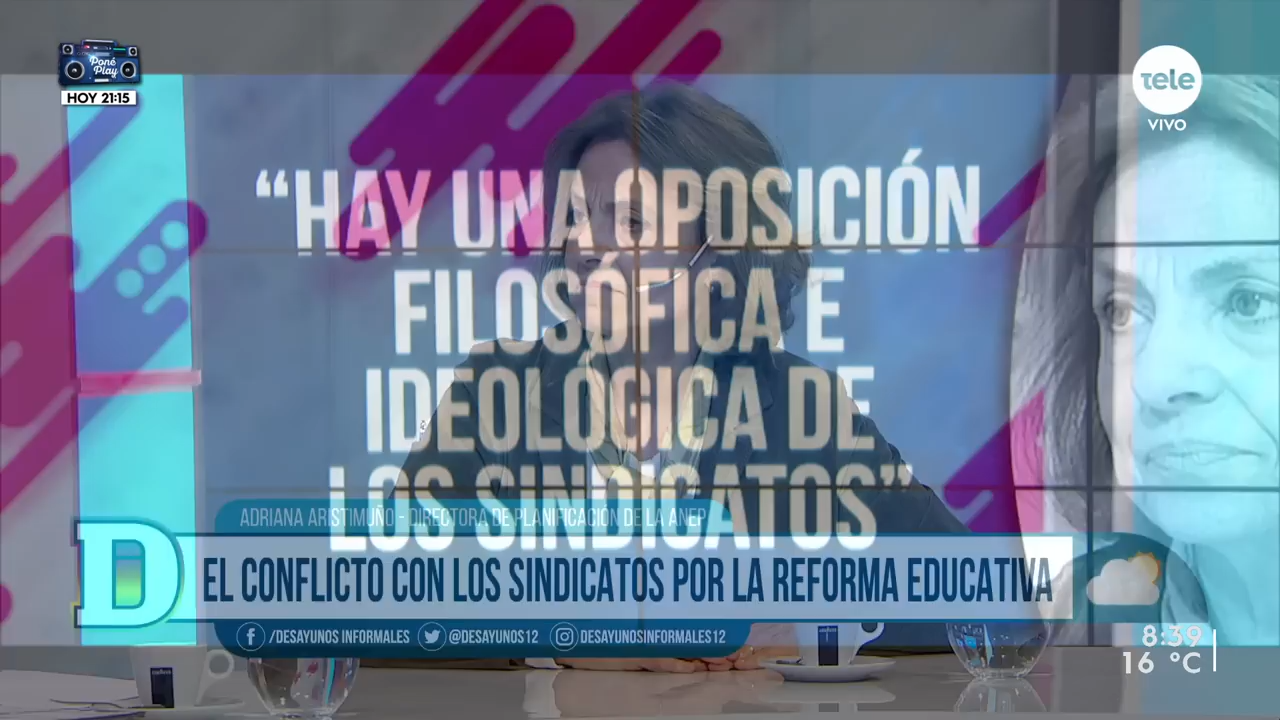 Poné
Play
HOY 21:15
tele
VIVO
“HAY UNA OPOSICIÓN
FILOSÓFICA E
IDEOLÓGICA DE
LOS SINDICATOS”
ADRIANA ARISTIMUÑO - DIRECTORA DE PLANIFICACIÓN DE LA ANEP
D
EL CONFLICTO CON LOS SINDICATOS POR LA REFORMA EDUCATIVA
/DESAYUNOS INFORMALES @DESAYUNOS12 DESAYUNOSINFORMALES12
8:39
16 °C